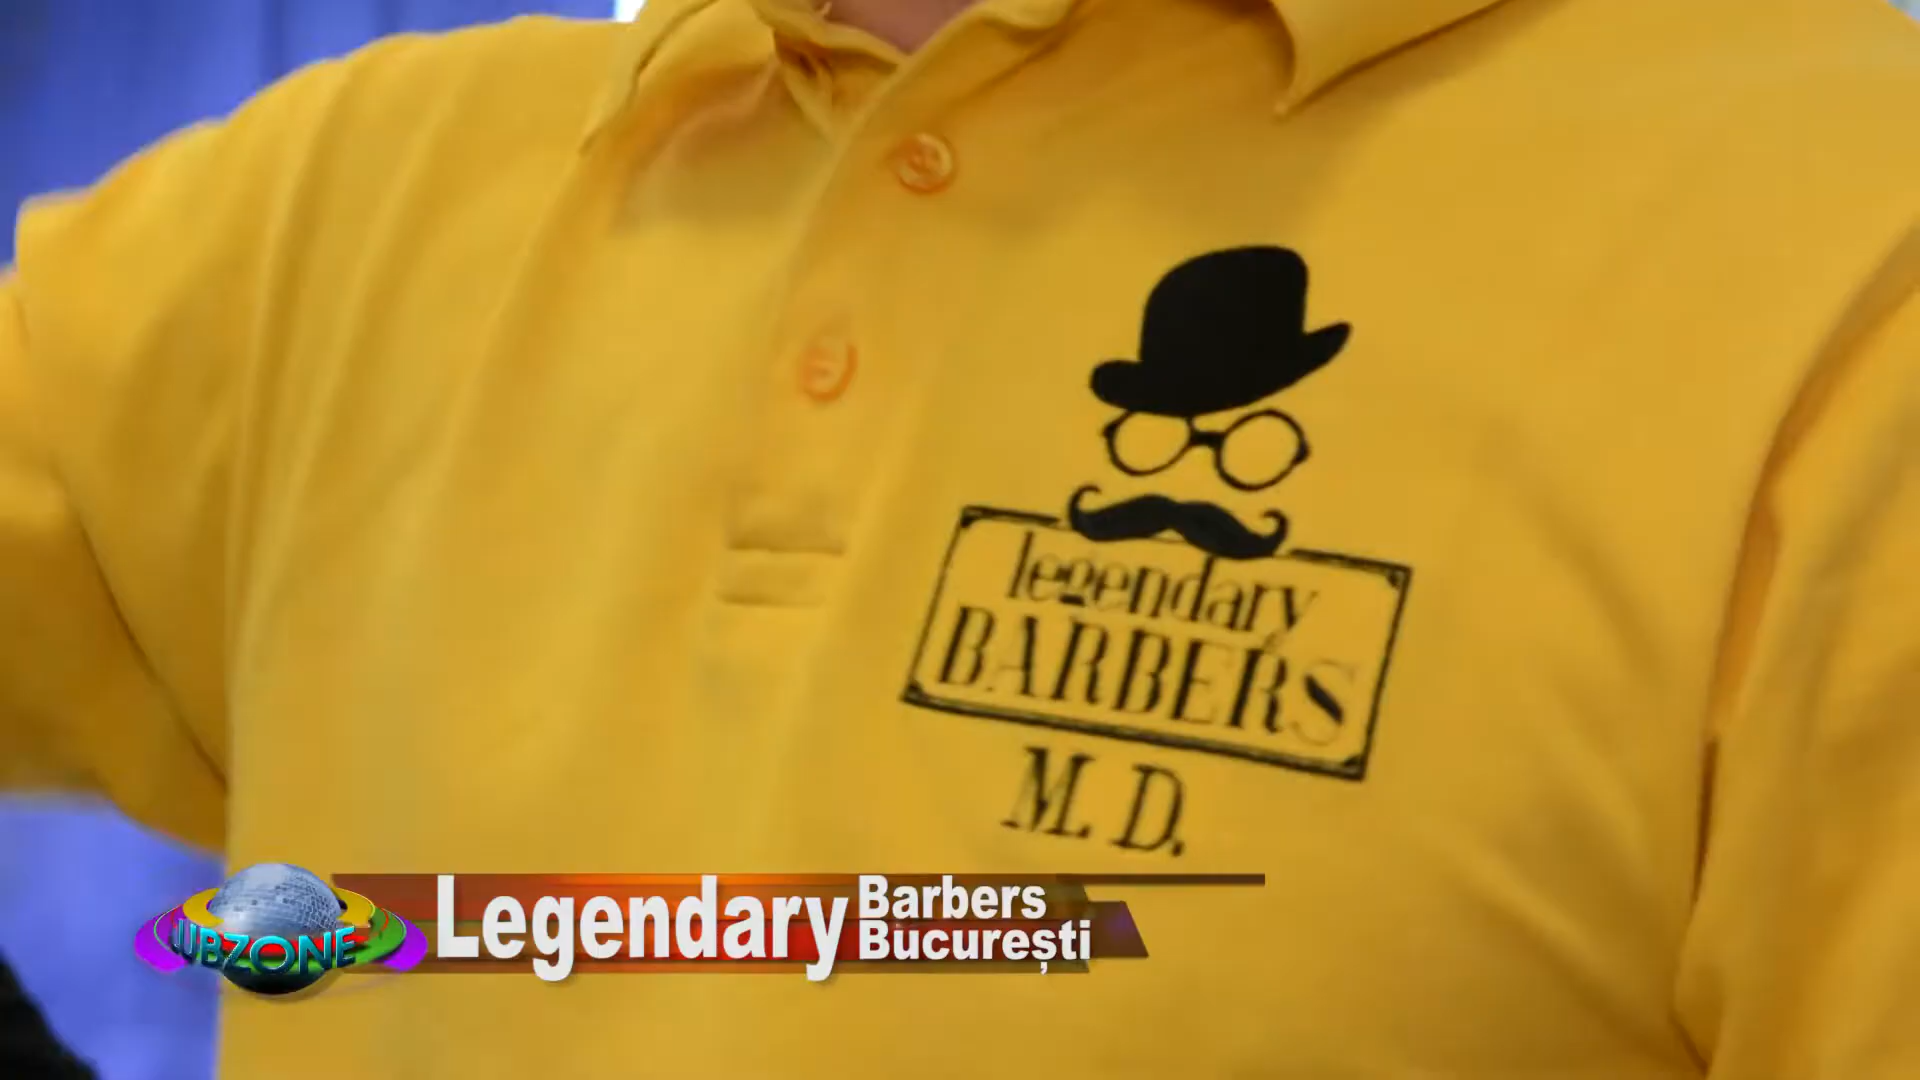 legendary
BARBERS
M. D.
UBZONE
Legendary Barbers
București